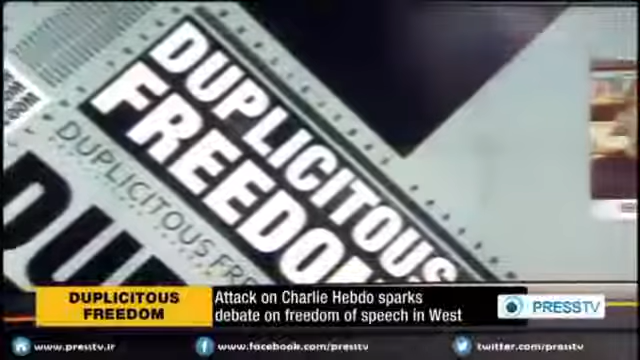 DUPLICITOUS
FREEDOM
DUPLICITOUS
DUPLICITOUS
FREEDOM
Attack on Charlie Hebdo sparks
debate on freedom of speech in West
PRESSTV
www.presstv.ir
www.facebook.com/presstv
twitter.com/presstv